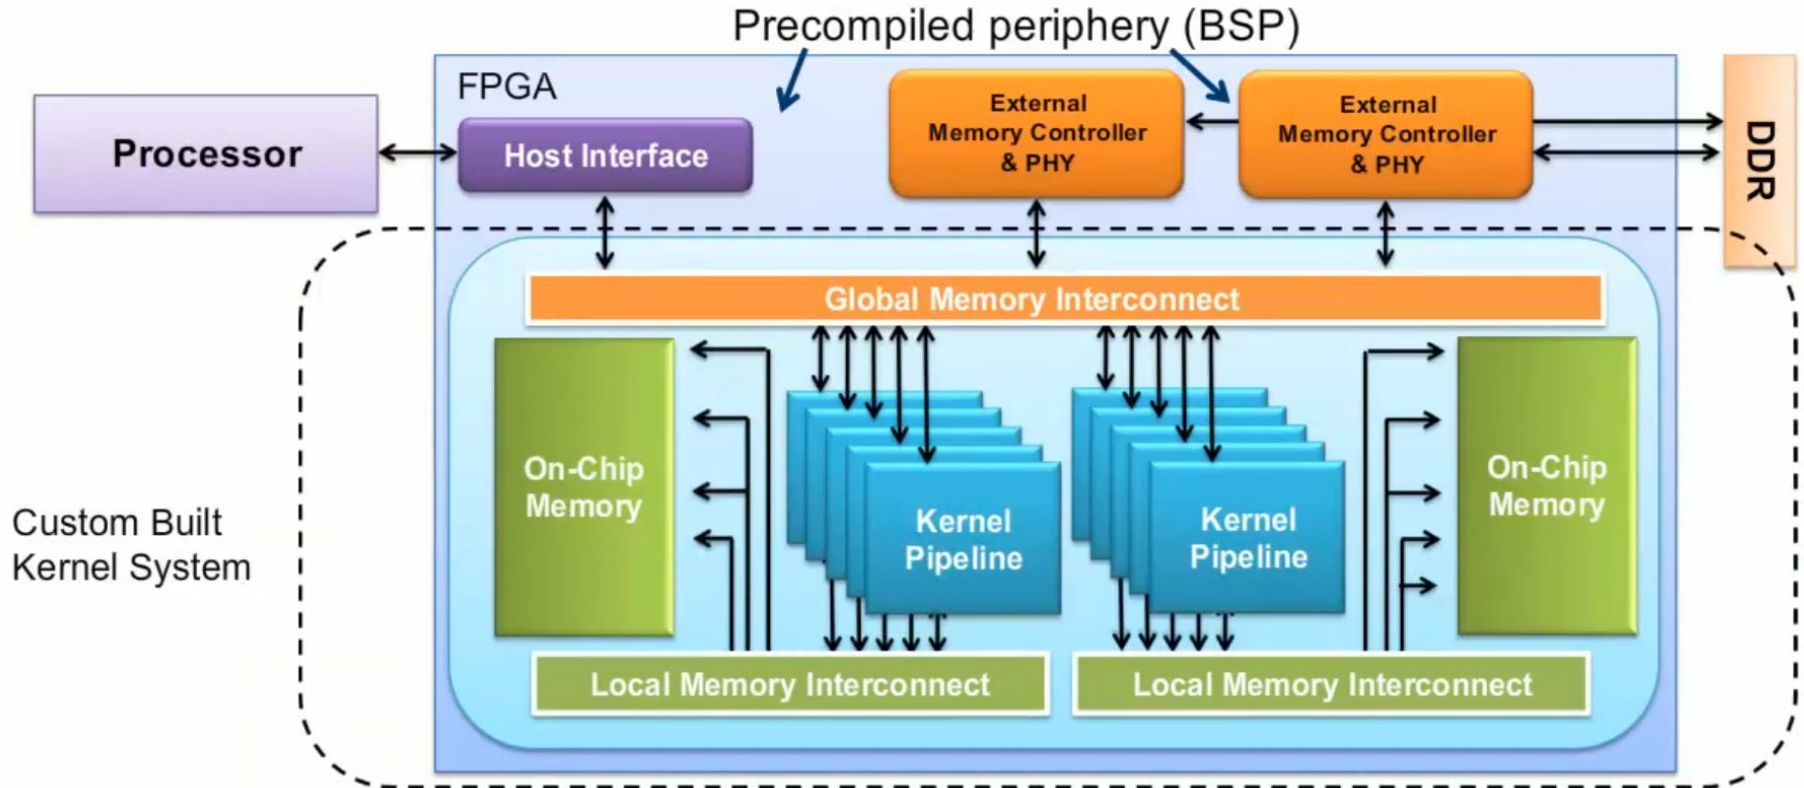 Precompiled periphery (BSP)
FPGA
Processor
Host Interface
External
Memory Controller
& PHY
External
Memory Controller
& PHY
DDR
Global Memory Interconnect
On-Chip
Memory
Kernel
Pipeline
Kernel
Pipeline
On-Chip
Memory
Custom Built
Kernel System
Local Memory Interconnect
Local Memory Interconnect